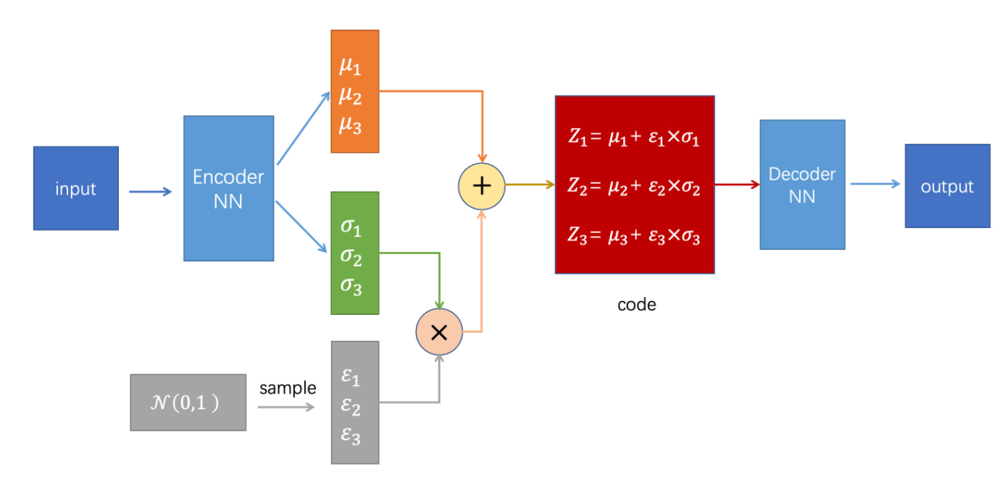 input
Encoder
NN
μ₁
μ₂
μ₃
σ₁
σ₂
σ₃
𝒩(0,1 )
sample
ε₁
ε₂
ε₃
×
+
Z₁= μ₁+ ε₁×σ₁
Z₂= μ₂+ ε₂×σ₂
Z₃= μ₃+ ε₃×σ₃
code
Decoder
NN
output